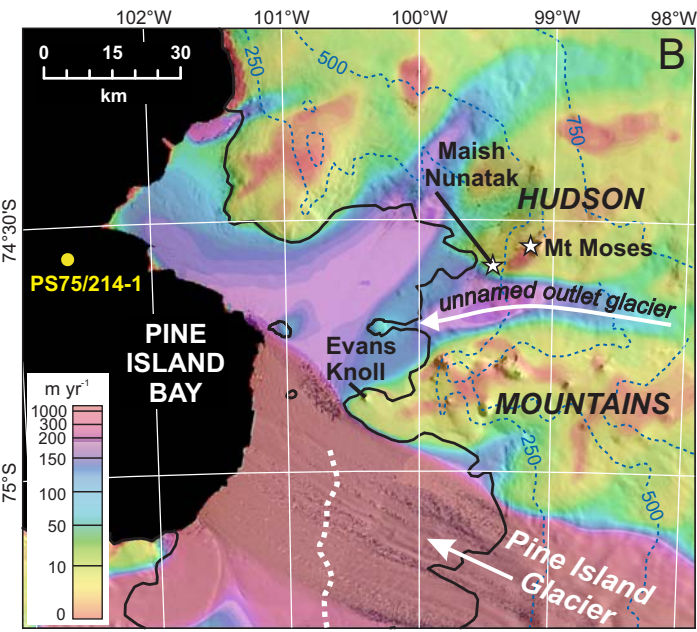 102°W 101°W 100°W 99°W 98°W
B
0 15 30
km
250
500
750
Maish
Nunatak
HUDSON
74°30'S
Mt Moses
PS75/214-1
unnamed outlet glacier
PINE
ISLAND
BAY
Evans
Knoll
MOUNTAINS
m yr⁻¹
1000
300
200
150
100
50
10
0
250
500
75°S
Pine Island
Glacier